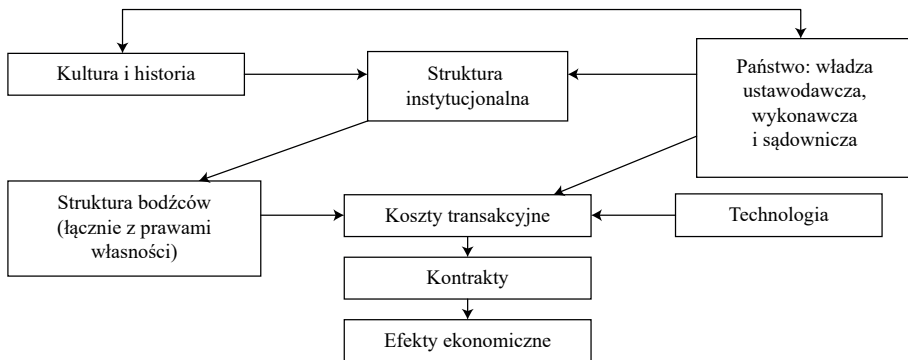 Kultura i historia
Struktura
instytucjonalna
Państwo: władza
ustawodawcza,
wykonawcza
i sądownicza
Struktura bodźców
(łącznie z prawami
własności)
Koszty transakcyjne
Technologia
Kontrakty
Efekty ekonomiczne